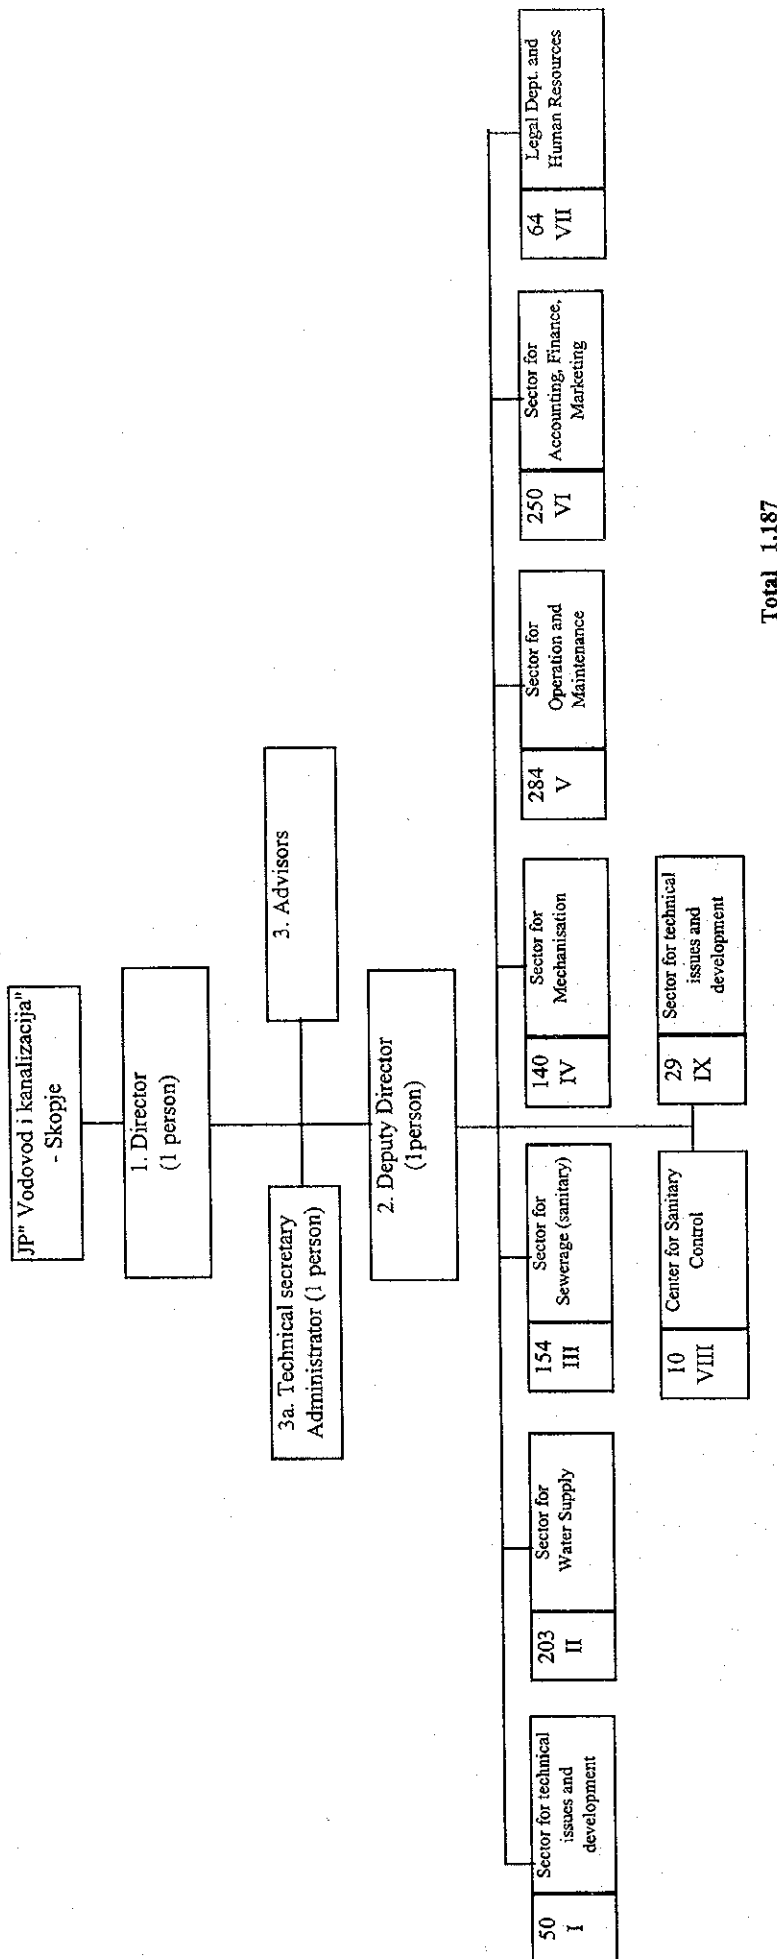 JP" Vodovod i kanalizacija"
- Skopje
1. Director
(1 person)
3a. Technical secretary
Administrator (1 person)
3. Advisors
2. Deputy Director
(1person)
50
I
Sector for technical
issues and
development
203
II
Sector for
Water Supply
154
III
Sector for
Sewerage (sanitary)
140
IV
Sector for
Mechanisation
284
V
Sector for
Operation and
Maintenance
250
VI
Sector for
Accounting, Finance,
Marketing
64
VII
Legal Dept. and
Human Resources
10
VIII
Center for Sanitary
Control
29
IX
Sector for technical
issues and
development
Total 1,187